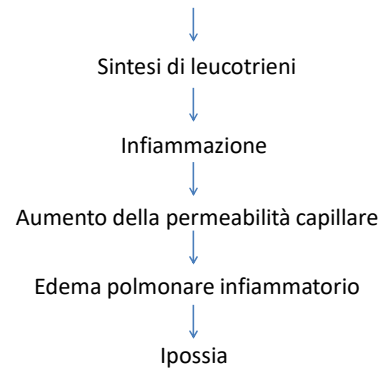 Sintesi di leucotrieni
Infiammazione
Aumento della permeabilità capillare
Edema polmonare infiammatorio
Ipossia